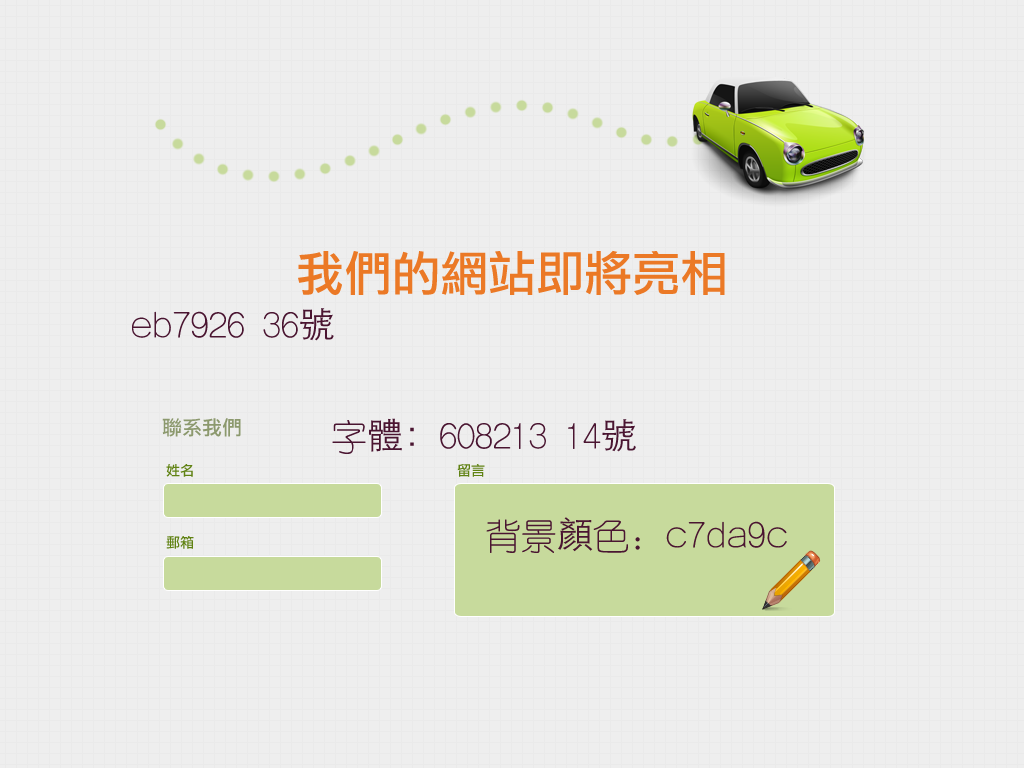 我們的網站即將亮相
eb7926 36號
聯系我們
字體：608213 14號
姓名
留言
背景顏色：c7da9c
郵箱